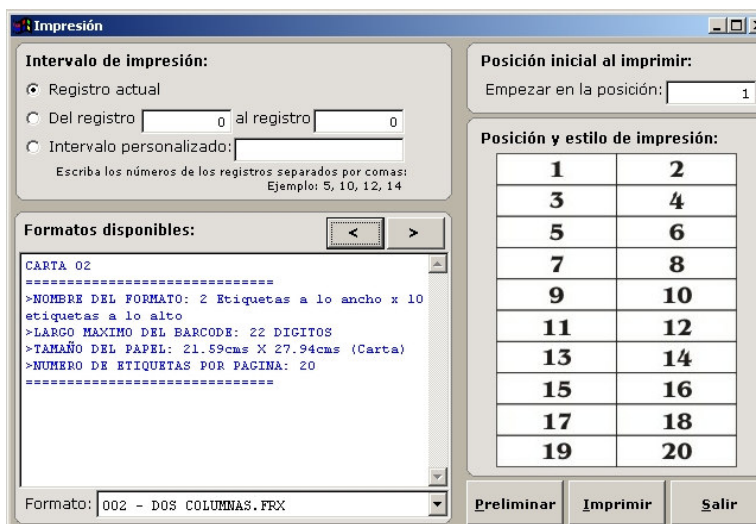 Impresión
Intervalo de impresión:
Registro actual
Del registro 0 al registro 0
Intervalo personalizado:
Escriba los números de los registros separados por comas:
Ejemplo: 5, 10, 12, 14
Formatos disponibles:
< >
CARTA 02
==============================
>NOMBRE DEL FORMATO: 2 Etiquetas a lo ancho x 10
etiquetas a lo alto
>LARGO MAXIMO DEL BARCODE: 22 DIGITOS
>TAMAÑO DEL PAPEL: 21.59cms X 27.94cms (Carta)
>NUMERO DE ETIQUETAS POR PAGINA: 20
==============================
Formato: 002 - DOS COLUMNAS.FRX
Posición inicial al imprimir:
Empezar en la posición: 1
Posición y estilo de impresión:
1 2
3 4
5 6
7 8
9 10
11 12
13 14
15 16
17 18
19 20
Preliminar Imprimir Salir